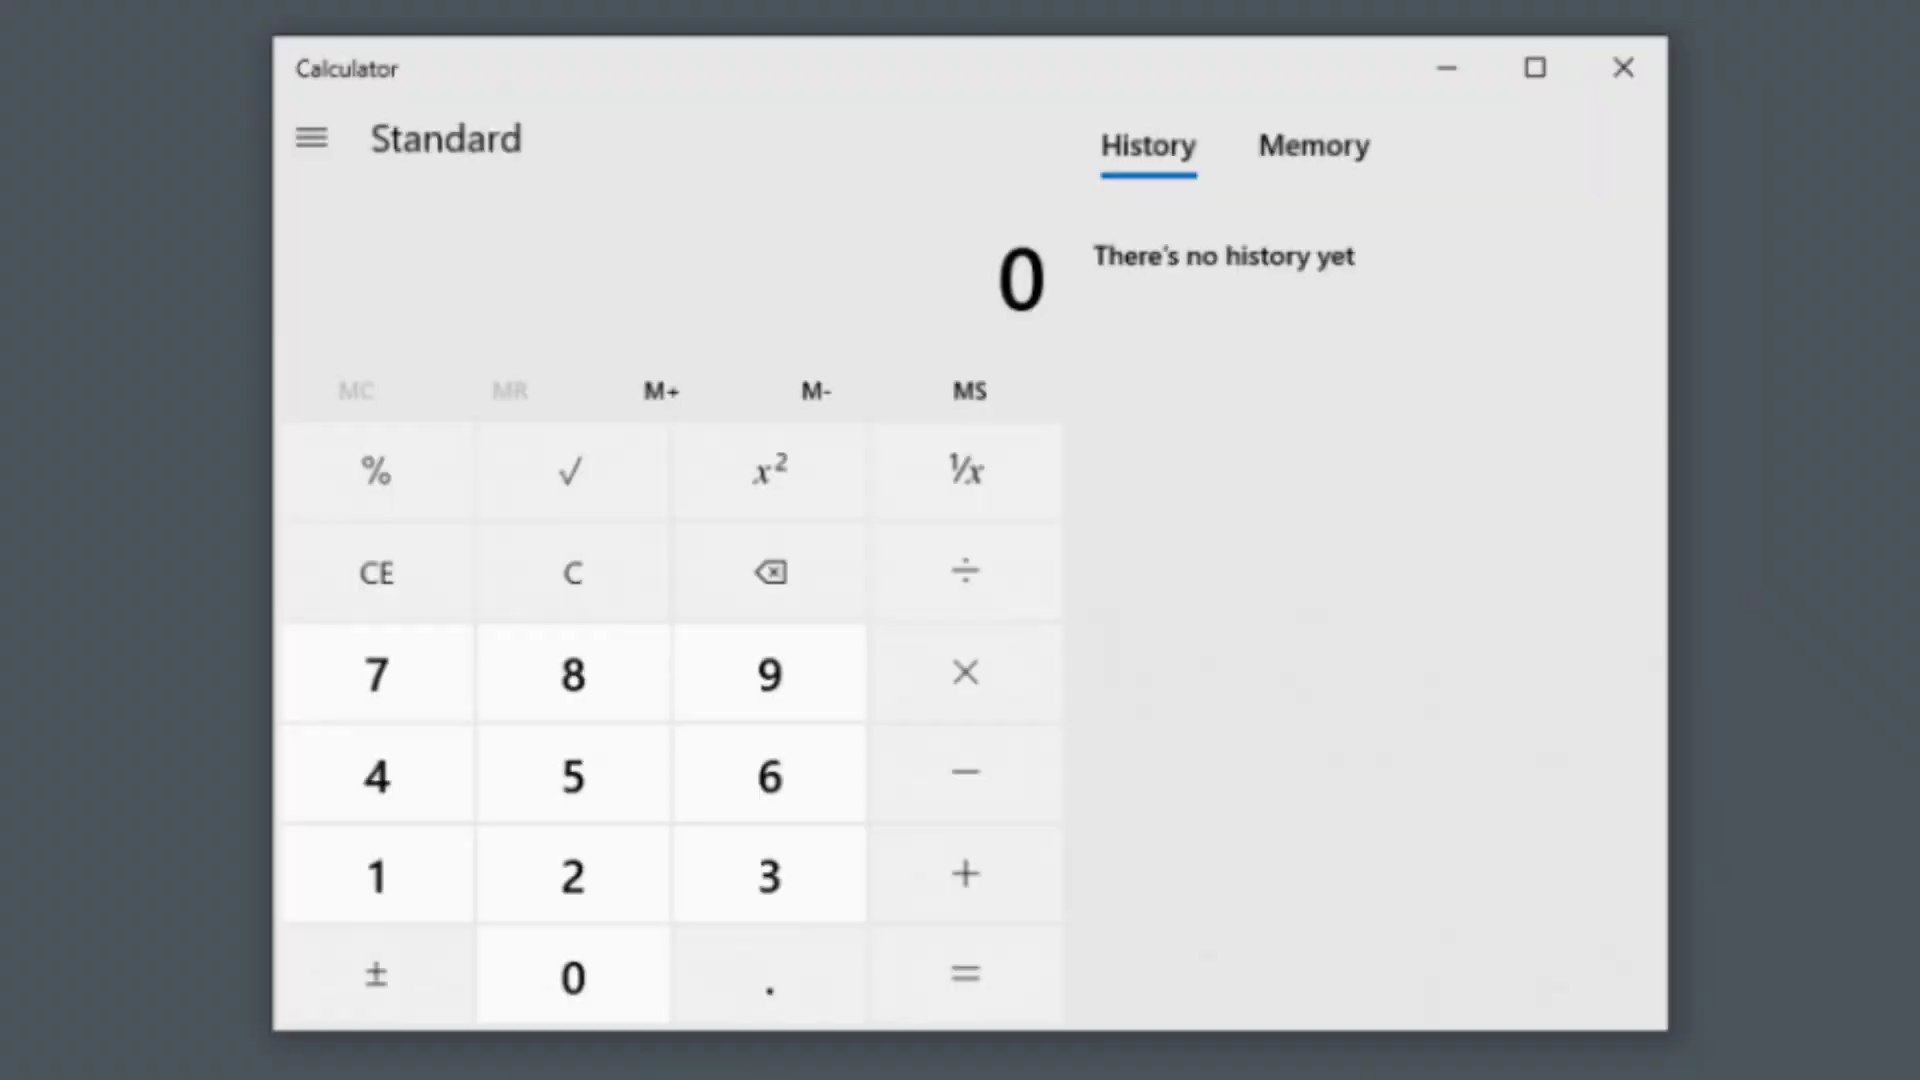 Calculator
Standard
History Memory
0
There's no history yet
MC MR M+ M- MS
% √ x² ¹/x
CE C ÷
7 8 9 ×
4 5 6 −
1 2 3 +
± 0 . =